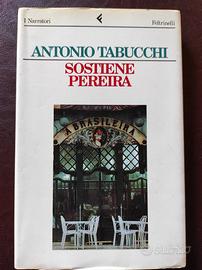 I Narratori
Feltrinelli
ANTONIO TABUCCHI
SOSTIENE
PEREIRA
A BRASILEIRA